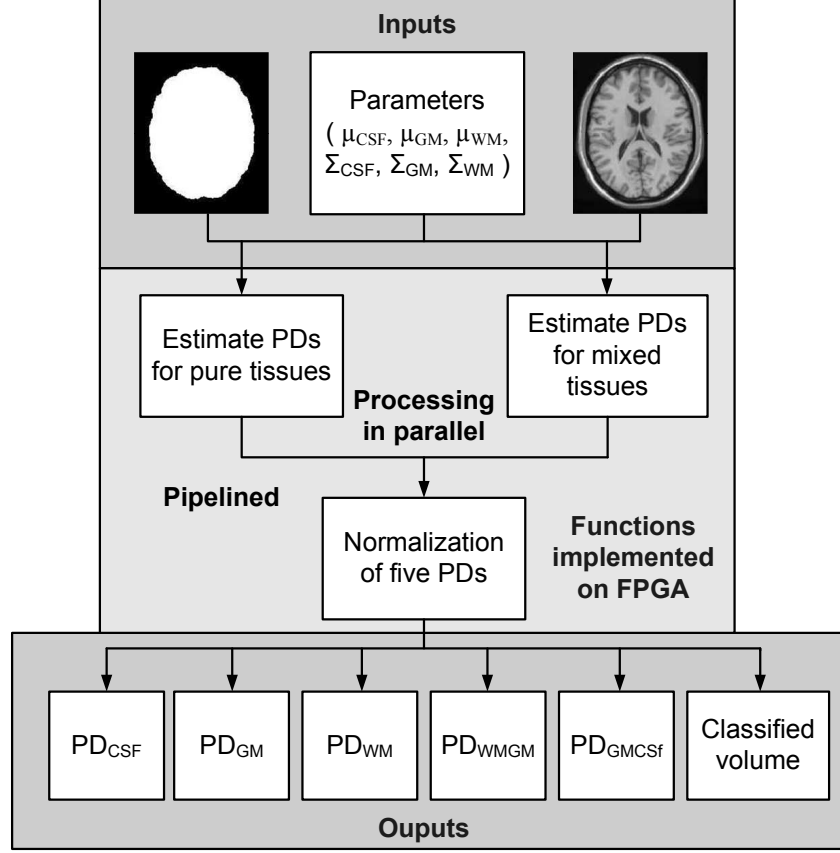 Inputs
Parameters
( μCSF, μGM, μWM,
ΣCSF, ΣGM, ΣWM )
Estimate PDs
for pure tissues
Estimate PDs
for mixed
tissues
Processing
in parallel
Pipelined
Normalization
of five PDs
Functions
implemented
on FPGA
PDCSF
PDGM
PDWM
PDWMGM
PDGMCSf
Classified
volume
Ouputs